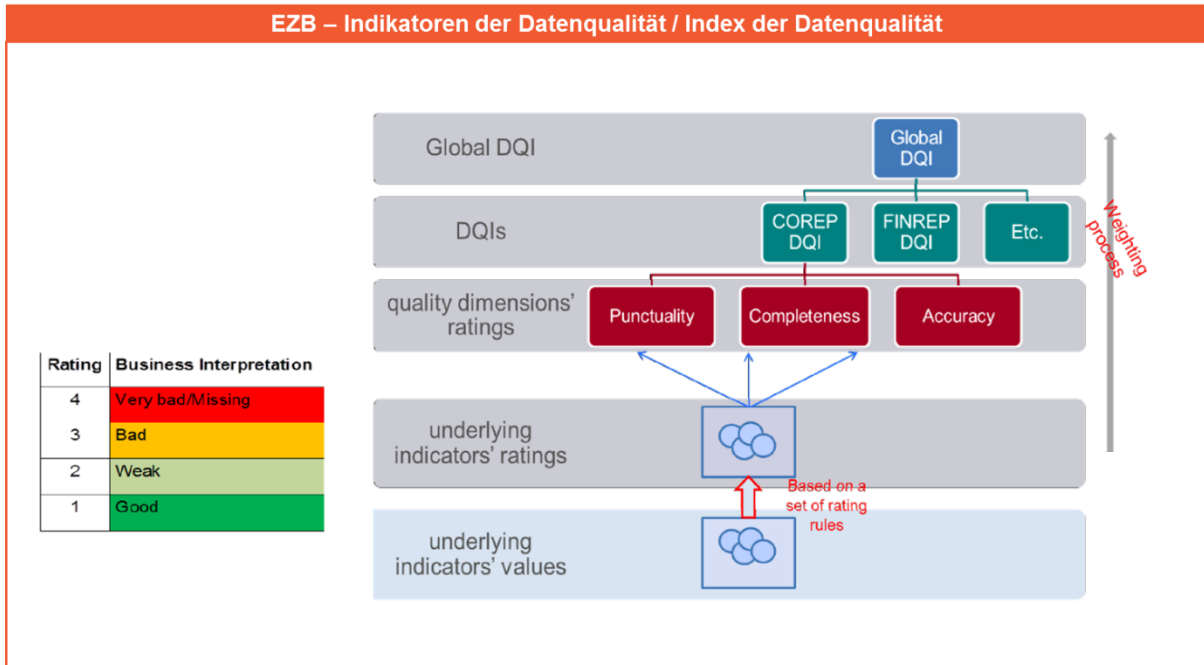 EZB – Indikatoren der Datenqualität / Index der Datenqualität
Global DQI
Global
DQI
DQIs
COREP
DQI
FINREP
DQI
Etc.
quality dimensions'
ratings
Punctuality
Completeness
Accuracy
Weighting
process
Rating Business Interpretation
4 Very bad/Missing
3 Bad
2 Weak
1 Good
underlying
indicators' ratings
Based on a
set of rating
rules
underlying
indicators' values